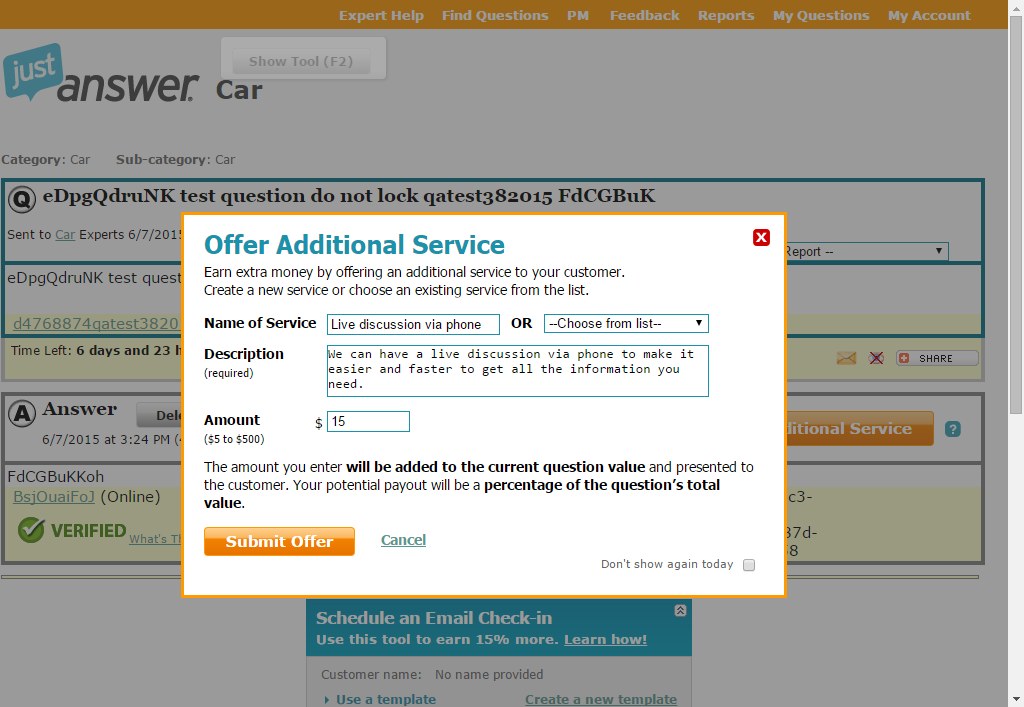 Expert Help Find Questions PM Feedback Reports My Questions My Account
Show Tool (F2)
just answer. Car
Category: Car Sub-category: Car
Q eDpgQdruNK test question do not lock qatest382015 FdCGBuK
Sent to Car Experts 6/7/2015
Report --
eDpgQdruNK test
d4768874qatest3820
Time Left: 6 days and 23
SHARE
A Answer
6/7/2015 at 3:24 PM
Service
?
FdCGBuKKoh
BsjOuaiFoJ (Online)
c3-
37d-
8
VERIFIED What's
Offer Additional Service
X
Earn extra money by offering an additional service to your customer.
Create a new service or choose an existing service from the list.
Name of Service Live discussion via phone OR --Choose from list--
Description
(required)
We can have a live discussion via phone to make it
easier and faster to get all the information you
need.
Amount
($5 to $500)
$ 15
The amount you enter will be added to the current question value and presented to
the customer. Your potential payout will be a percentage of the question's total
value.
Submit Offer Cancel
Don't show again today
Schedule an Email Check-in
Use this tool to earn 15% more. Learn how!
Customer name: No name provided
Use a template Create a new template